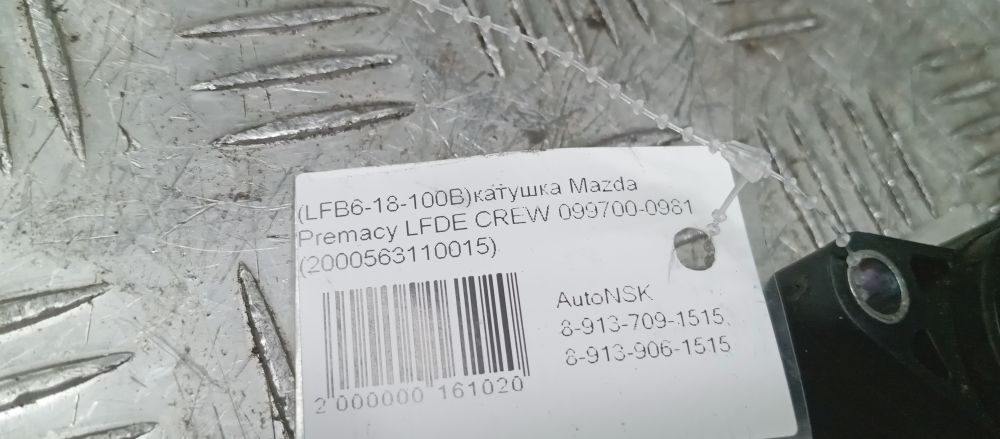 (LFB6-18-100B)катушка Mazda
Premacy LFDE CREW 099700-0981
(2000563110015)
AutoNSK
8-913-709-1515,
8-913-906-1515
2 000000 161020